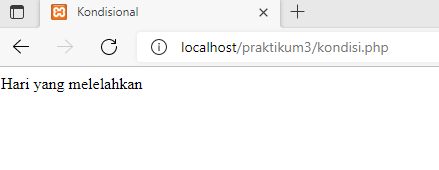 Kondisional
localhost/praktikum3/kondisi.php
Hari yang melelahkan